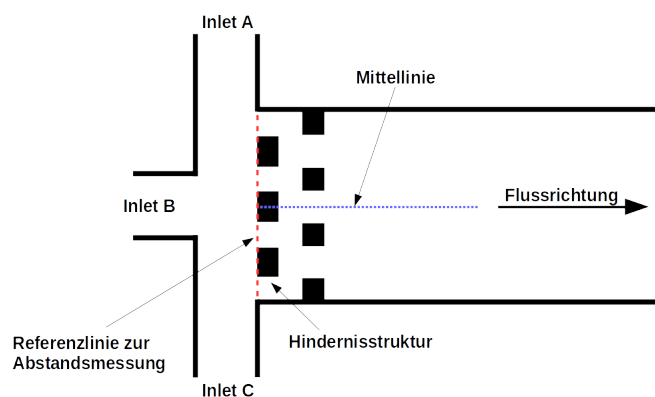 Inlet A
Mittellinie
Inlet B
Flussrichtung
Referenzlinie zur
Abstandsmessung
Hindernisstruktur
Inlet C